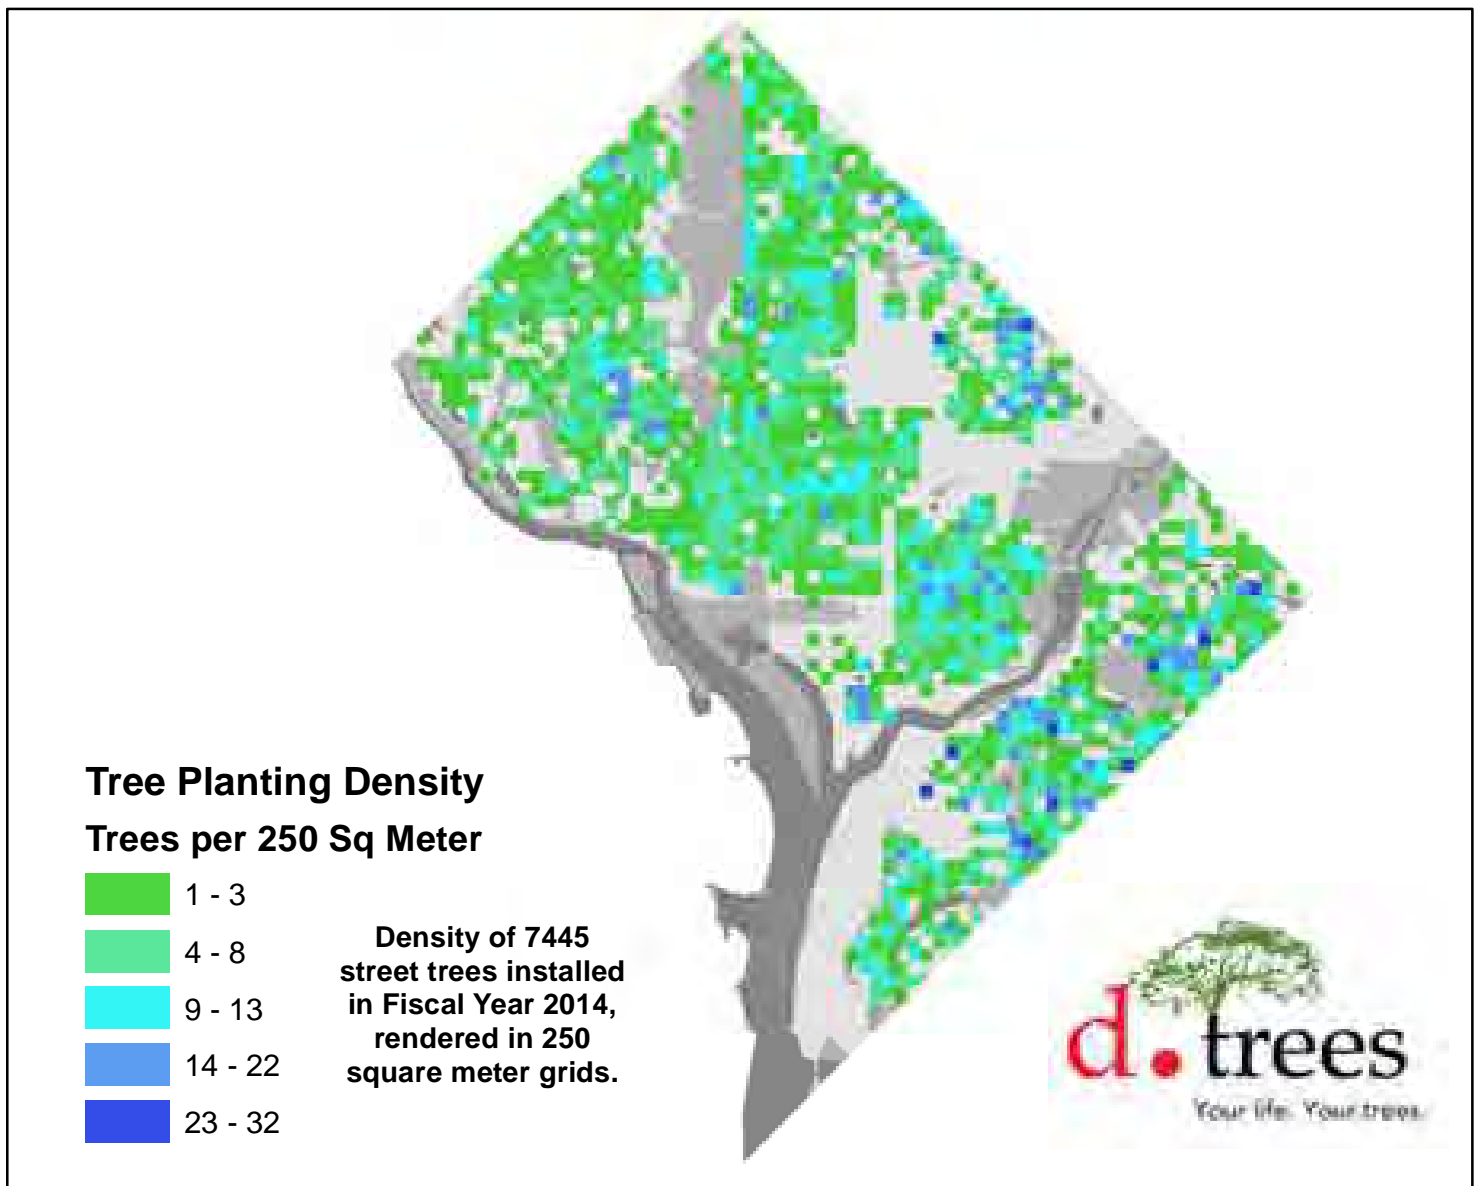 Tree Planting Density
Trees per 250 Sq Meter
1 - 3
4 - 8
9 - 13
14 - 22
23 - 32
Density of 7445
street trees installed
in Fiscal Year 2014,
rendered in 250
square meter grids.
d. trees
Your life. Your trees.